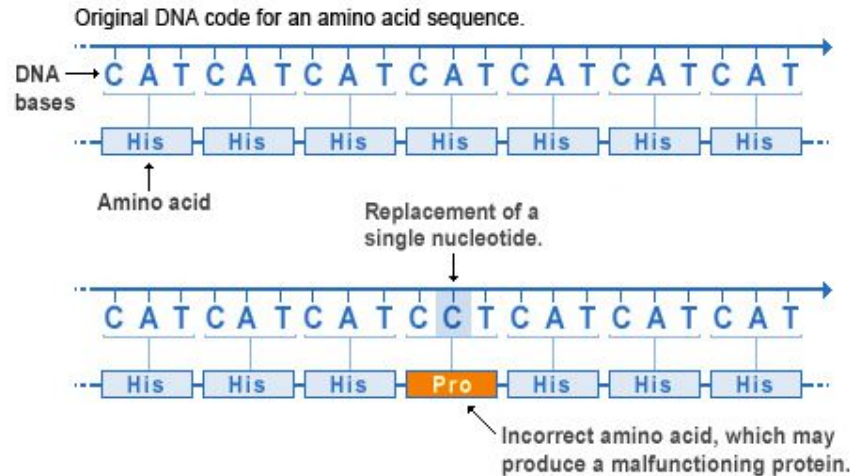 Original DNA code for an amino acid sequence.
DNA bases
C A T C A T C A T C A T C A T C A T C A T
His His His His His His His
Amino acid
Replacement of a
single nucleotide.
C A T C A T C A T C C T C A T C A T C A T
His His His Pro His His His
Incorrect amino acid, which may
produce a malfunctioning protein.